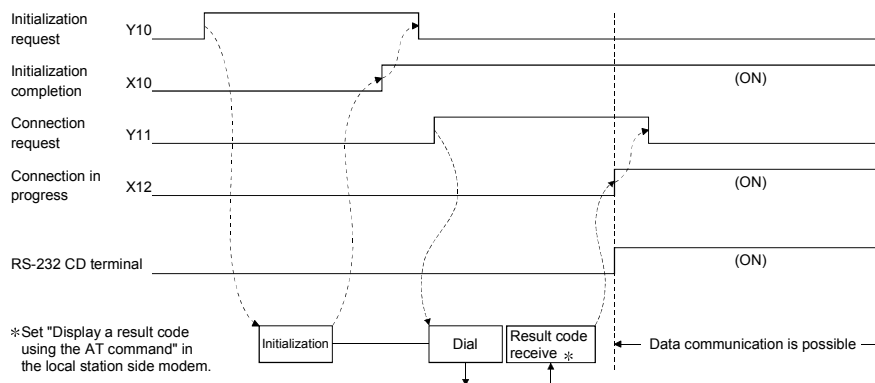 Initialization
request
Y10
Initialization
completion
X10
(ON)
Connection
request
Y11
Connection in
progress
X12
(ON)
RS-232 CD terminal
(ON)
*Set "Display a result code
using the AT command" in
the local station side modem.
Initialization
Dial
Result code
receive *
Data communication is possible